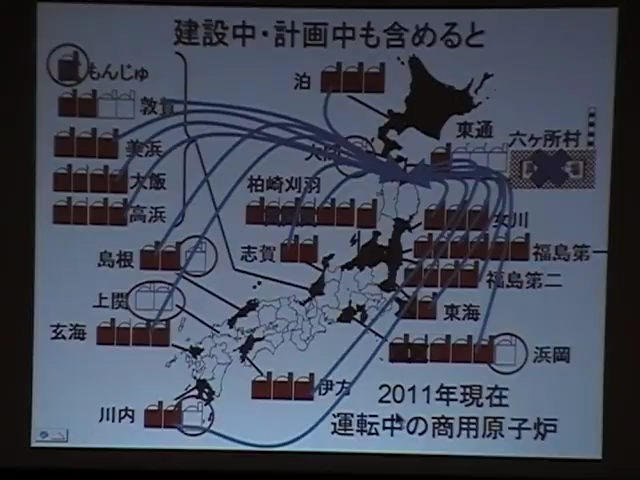 建設中・計画中も含めると
もんじゅ
泊
敦賀
東通
六ヶ所村
美浜
大飯
柏崎刈羽
高浜
女川
志賀
福島第一
島根
福島第二
上関
東海
玄海
浜岡
伊方
川内
2011年現在
運転中の商用原子炉